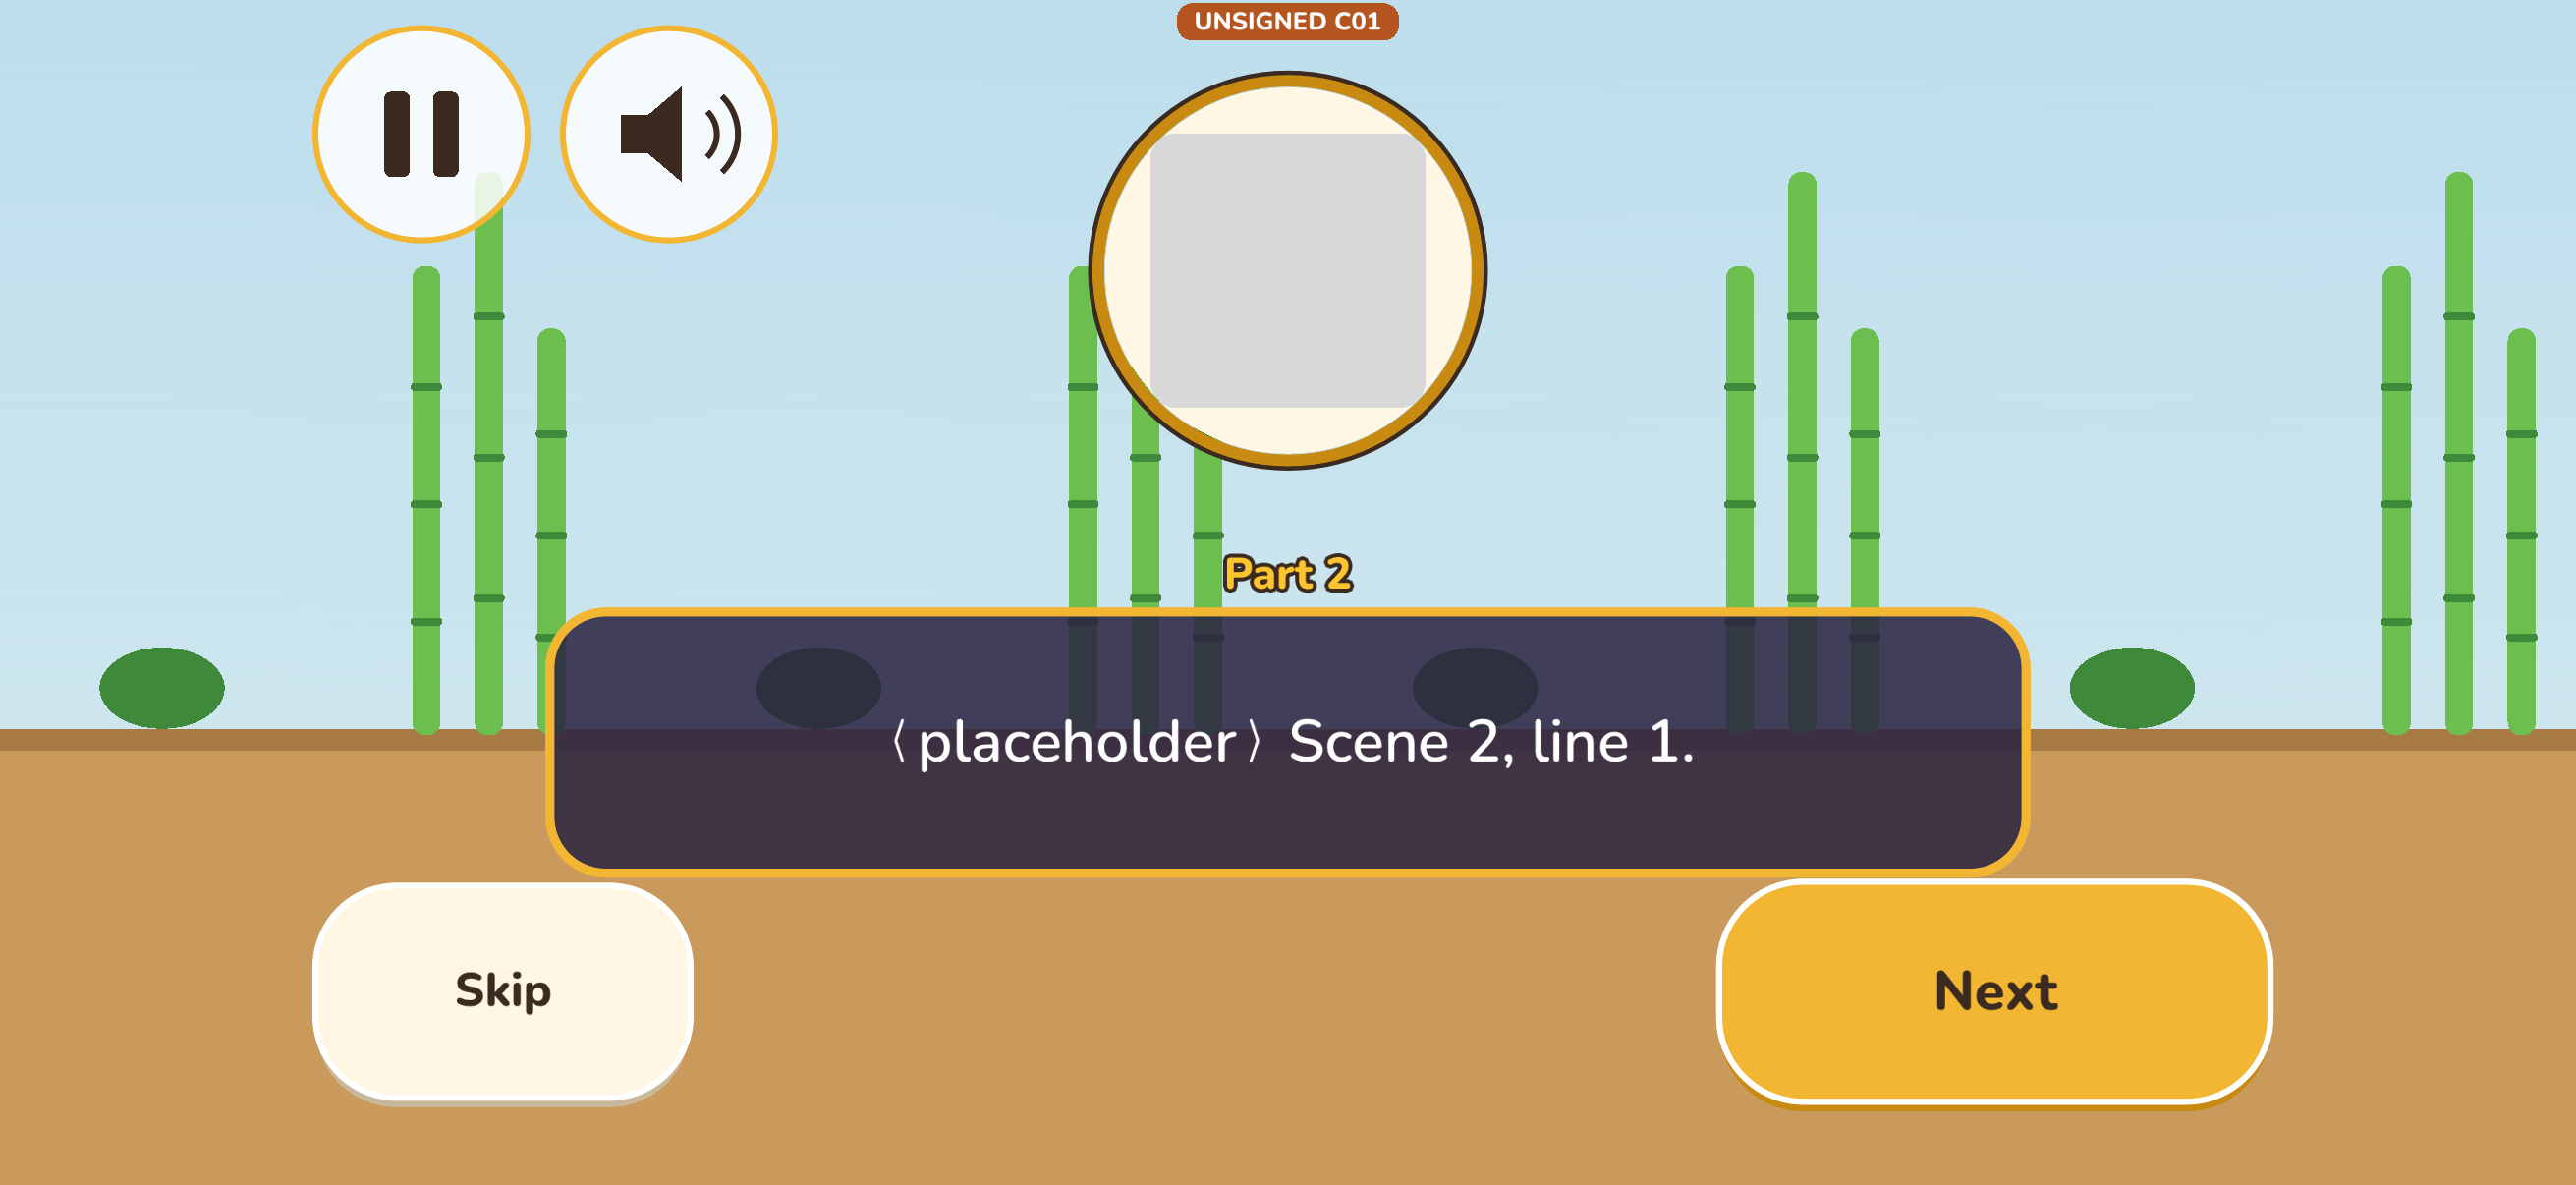 UNSIGNED C01
Part 2
⟨placeholder⟩ Scene 2, line 1.
Skip
Next